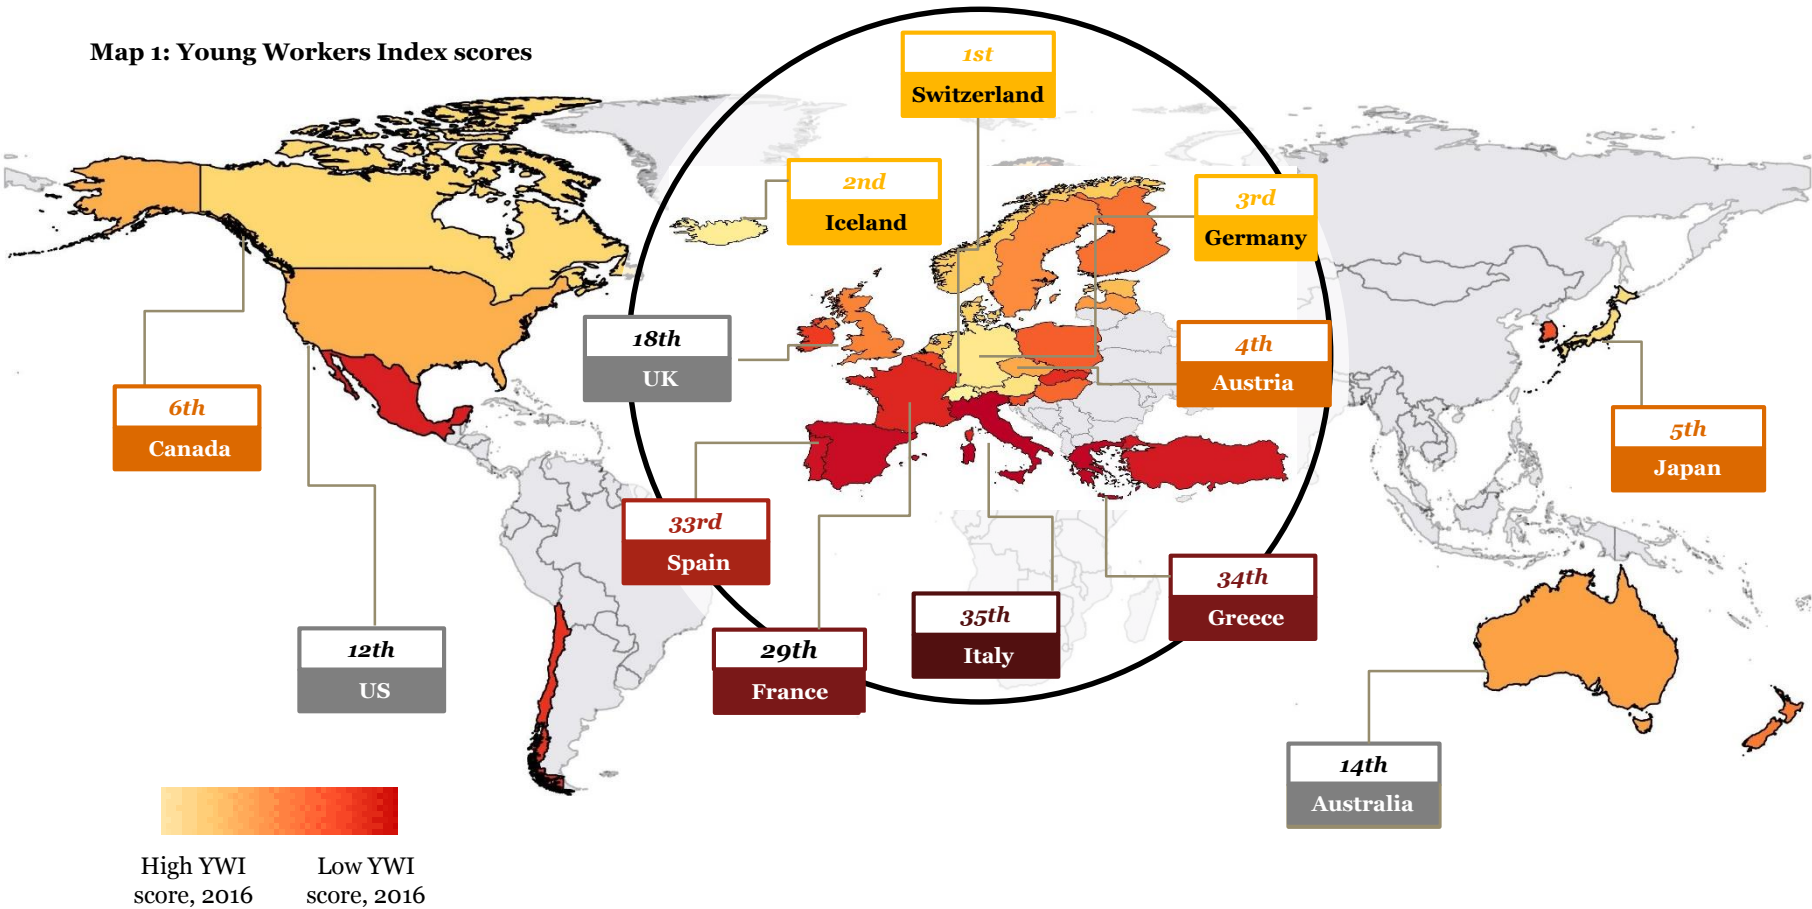 Map 1: Young Workers Index scores
1st
Switzerland
2nd
Iceland
3rd
Germany
18th
UK
4th
Austria
6th
Canada
5th
Japan
33rd
Spain
34th
Greece
35th
Italy
29th
France
12th
US
14th
Australia
High YWI
score, 2016
Low YWI
score, 2016